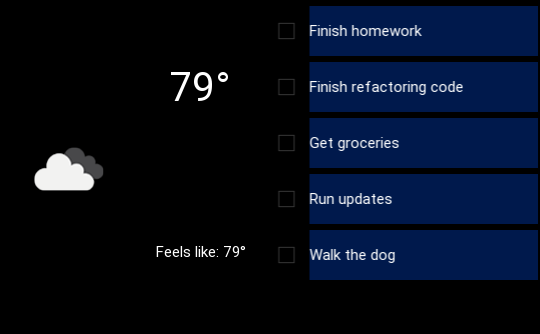 79°
Feels like: 79°
Finish homework
Finish refactoring code
Get groceries
Run updates
Walk the dog